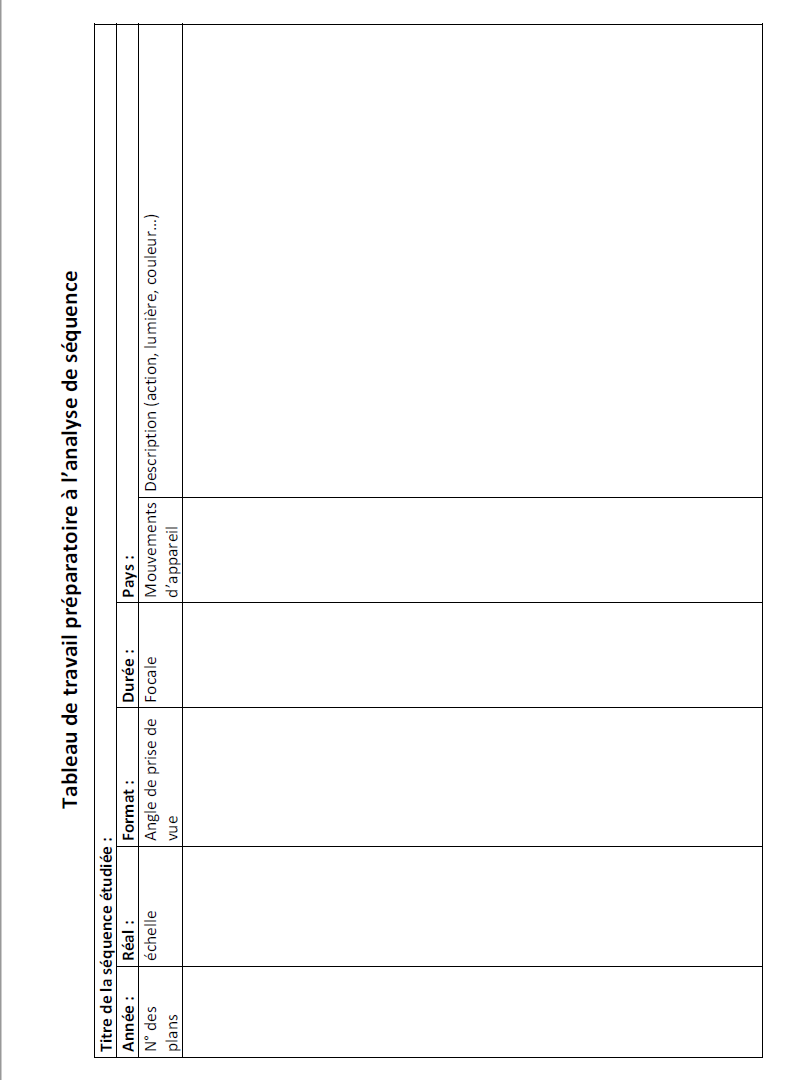 Tableau de travail préparatoire à l’analyse de séquence
Titre de la séquence étudiée :
Année :
Réal :
Format :
Durée :
Pays :
N° des
plans
échelle
Angle de prise de
vue
Focale
Mouvements
d’appareil
Description (action, lumière, couleur…)